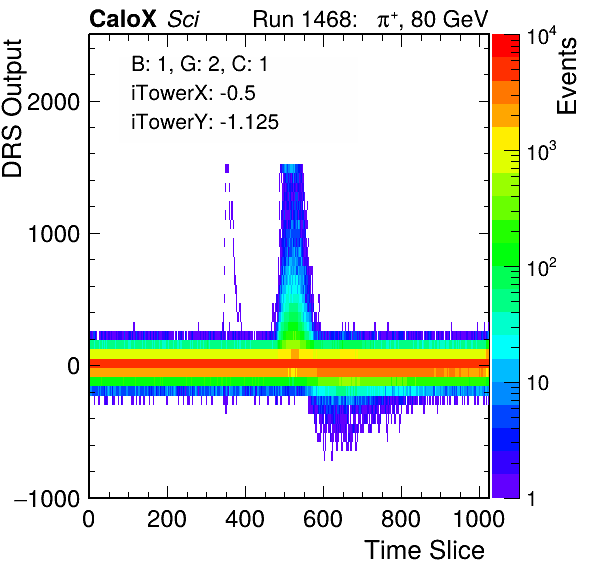 CaloX Sci Run 1468: π⁺, 80 GeV
B: 1, G: 2, C: 1
iTowerX: -0.5
iTowerY: -1.125
DRS Output
2000
1000
0
−1000
0 200 400 600 800 1000
Time Slice
Events
10⁴
10³
10²
10
1